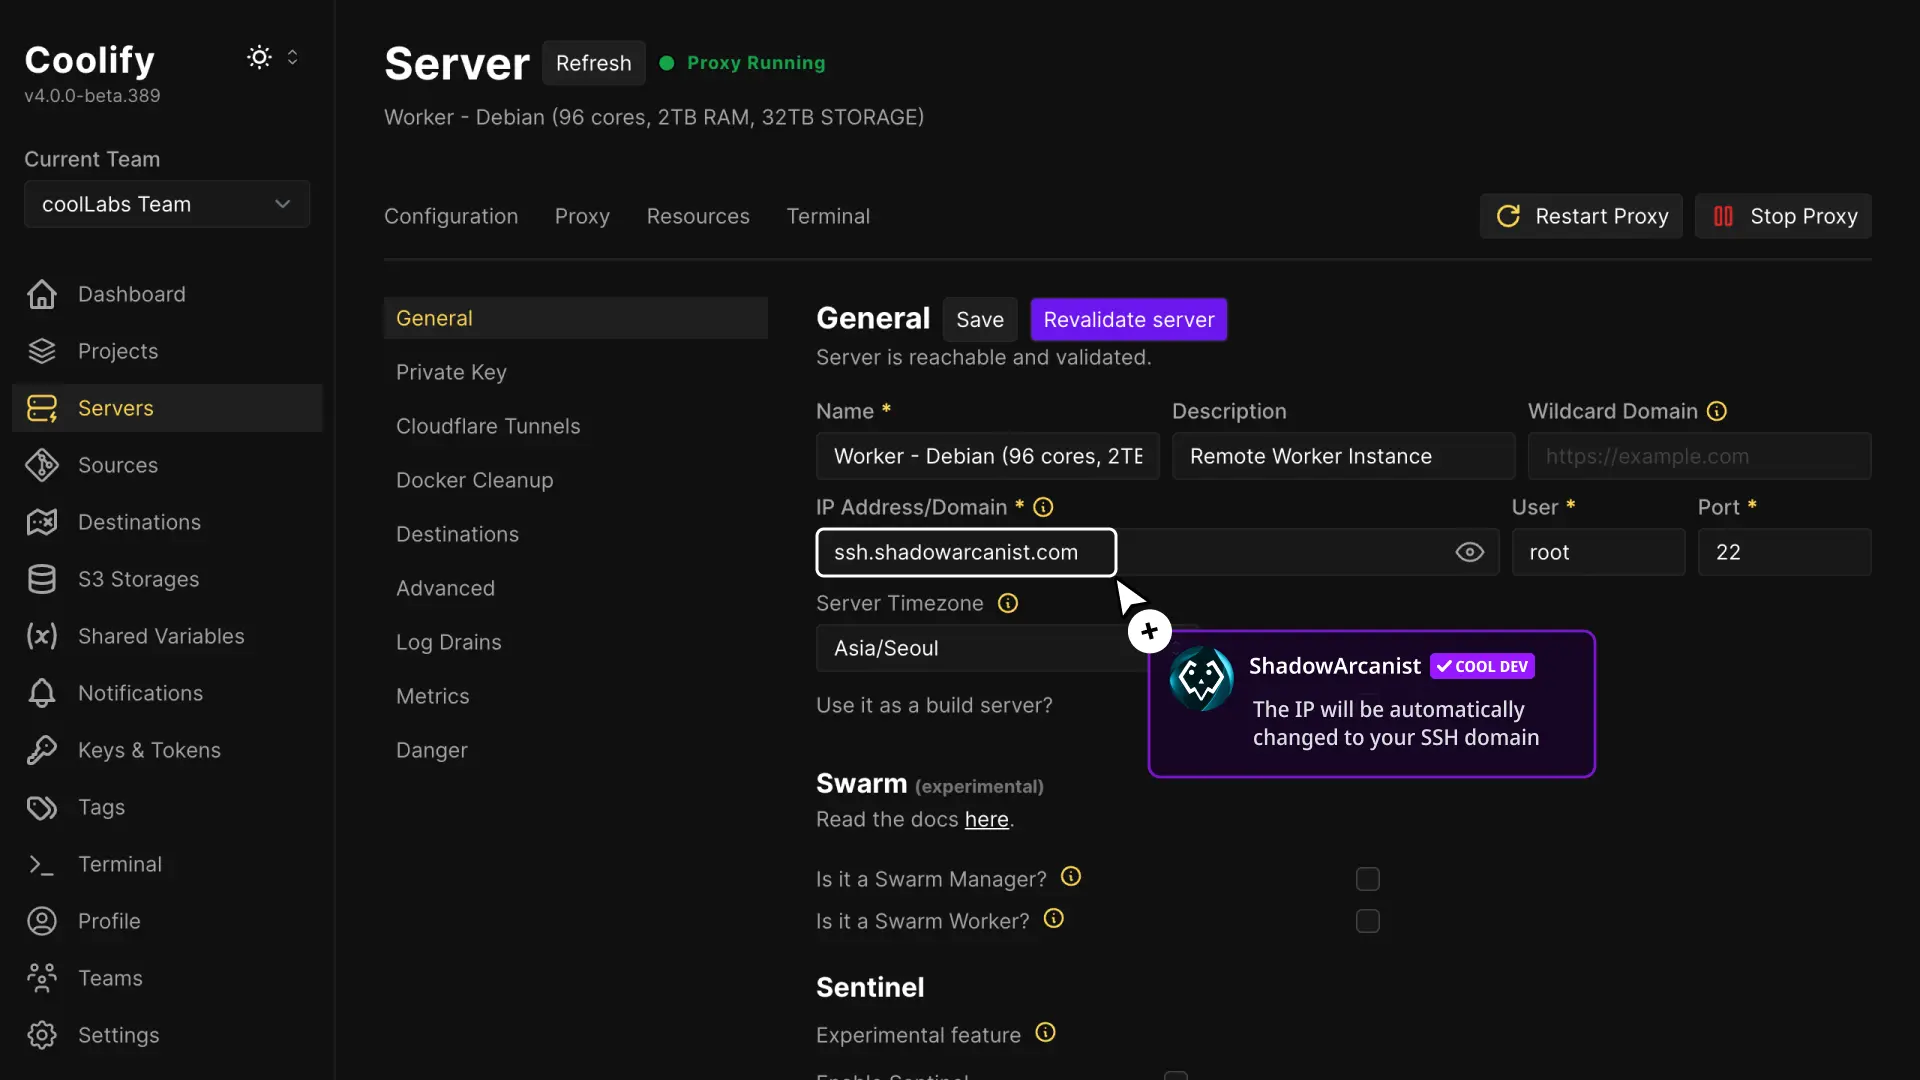 Coolify
v4.0.0-beta.389
Current Team
coolLabs Team
Dashboard
Projects
Servers
Sources
Destinations
S3 Storages
Shared Variables
Notifications
Keys & Tokens
Tags
Terminal
Profile
Teams
Settings
Server Refresh Proxy Running
Worker - Debian (96 cores, 2TB RAM, 32TB STORAGE)
Configuration Proxy Resources Terminal Restart Proxy Stop Proxy
General
Private Key
Cloudflare Tunnels
Docker Cleanup
Destinations
Advanced
Log Drains
Metrics
Danger
General Save Revalidate server
Server is reachable and validated.
Name * Description Wildcard Domain
Worker - Debian (96 cores, 2TE Remote Worker Instance https://example.com
IP Address/Domain * User * Port *
ssh.shadowarcanist.com root 22
Server Timezone
Asia/Seoul
Use it as a build server?
ShadowArcanist COOL DEV
The IP will be automatically
changed to your SSH domain
Swarm (experimental)
Read the docs here.
Is it a Swarm Manager?
Is it a Swarm Worker?
Sentinel
Experimental feature
Enable Sentinel